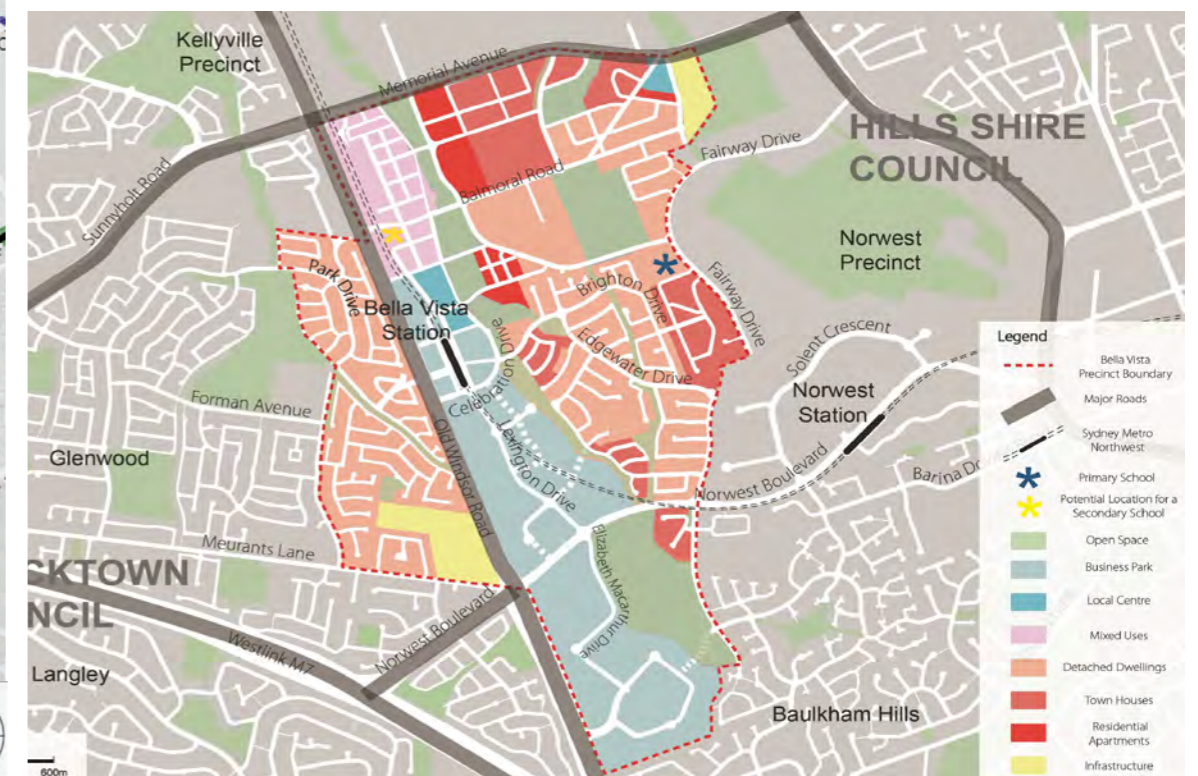 Kellyville
Precinct
Memorial Avenue
HILLS SHIRE
COUNCIL
Fairway Drive
Sunnyholt Road
Balmoral Road
Norwest
Precinct
Park Drive
Brighton Drive
Fairway Drive
Bella Vista
Station
Celebration Drive
Edgewater Drive
Solent Crescent
Norwest
Station
Forman Avenue
Glenwood
Old Windsor Road
Lexington Drive
Norwest Boulevard
Meurants Lane
Elizabeth Macarthur Drive
CKTOWN
NCIL
Norwest Boulevard
Westlink M7
Langley
Baulkham Hills
600m
Legend
Bella Vista
Precinct Boundary
Major Roads
Sydney Metro
Northwest
Primary School
Potential Location for a
Secondary School
Open Space
Business Park
Local Centre
Mixed Uses
Detached Dwellings
Town Houses
Residential
Apartments
Infrastructure